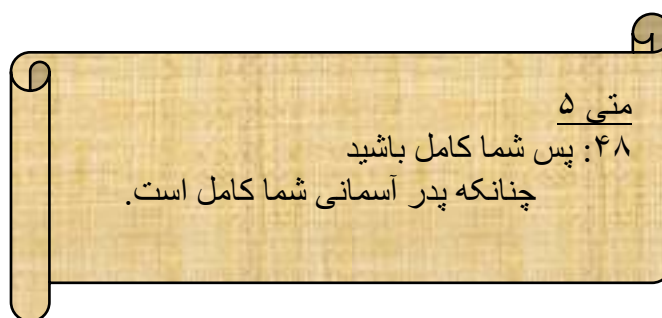 متی ۵
۴۸: پس شما کامل باشید
چنانکه پدر آسمانی شما کامل است.